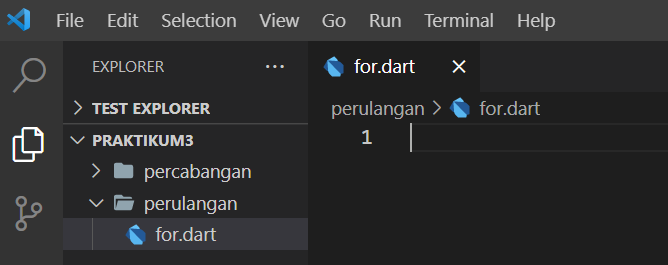 File Edit Selection View Go Run Terminal Help
EXPLORER ...
for.dart
TEST EXPLORER
perulangan > for.dart
PRAKTIKUM3
1
percabangan
perulangan
for.dart